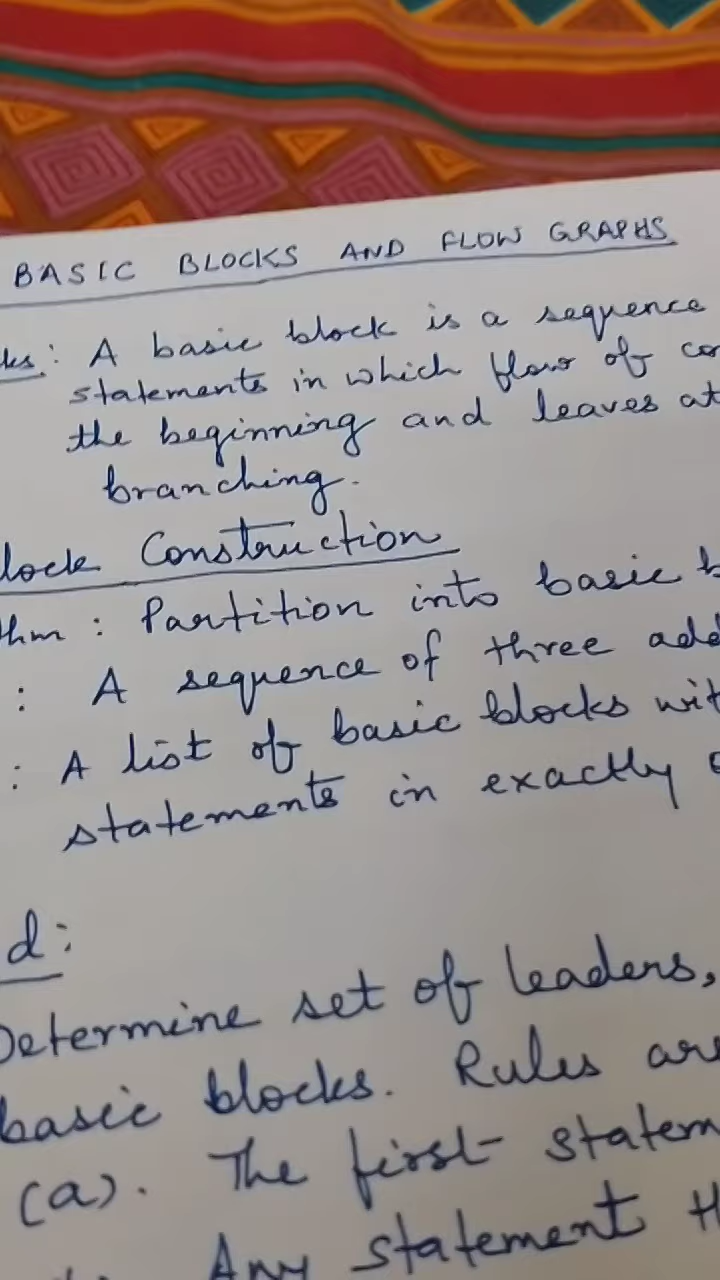 BASIC BLOCKS AND FLOW GRAPHS
: A basic block is a sequence
statements in which flow of
the beginning and leaves at
branching.
Construction
: Partition into basic
: A sequence of three
: A list of basic blocks
statements in exactly
Determine set of leaders,
basic blocks. Rules are
(a). The first
Any statement